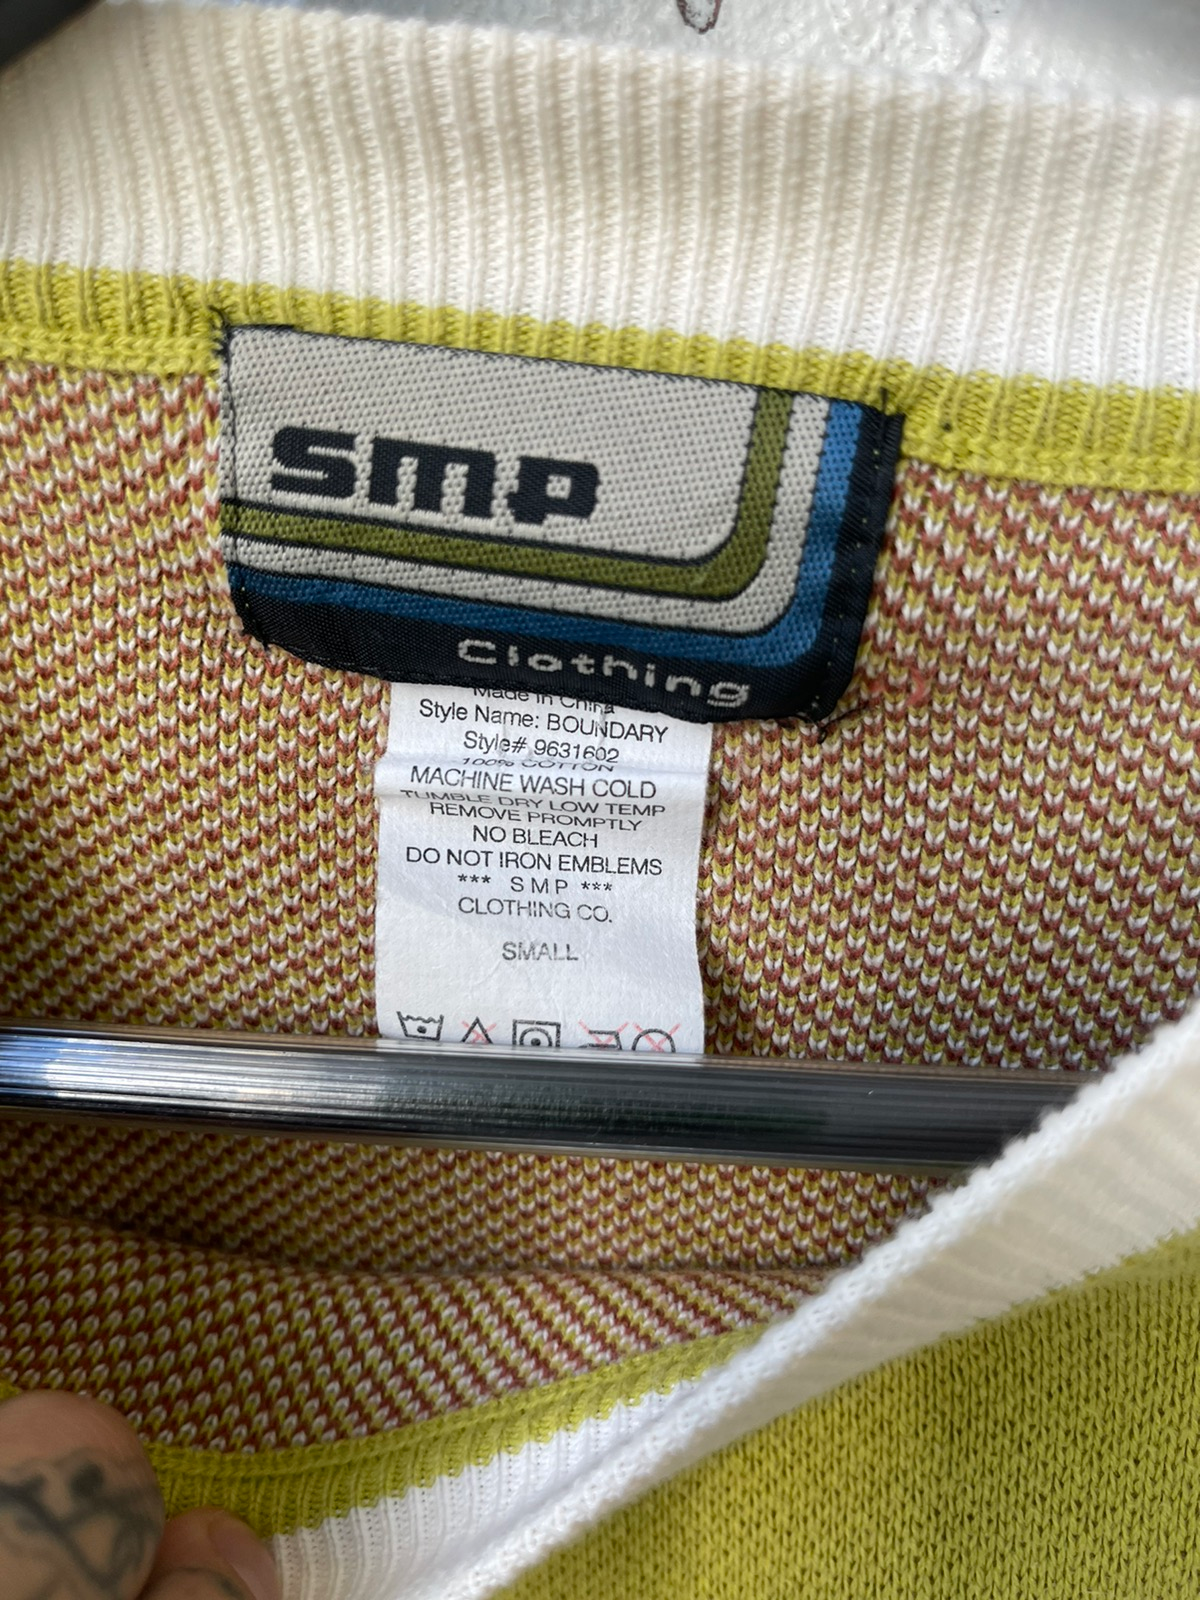 smp
Clothing
Made in China
Style Name: BOUNDARY
Style# 9631602
100% COTTON
MACHINE WASH COLD
TUMBLE DRY LOW TEMP
REMOVE PROMPTLY
NO BLEACH
DO NOT IRON EMBLEMS
*** SMP ***
CLOTHING CO.
SMALL